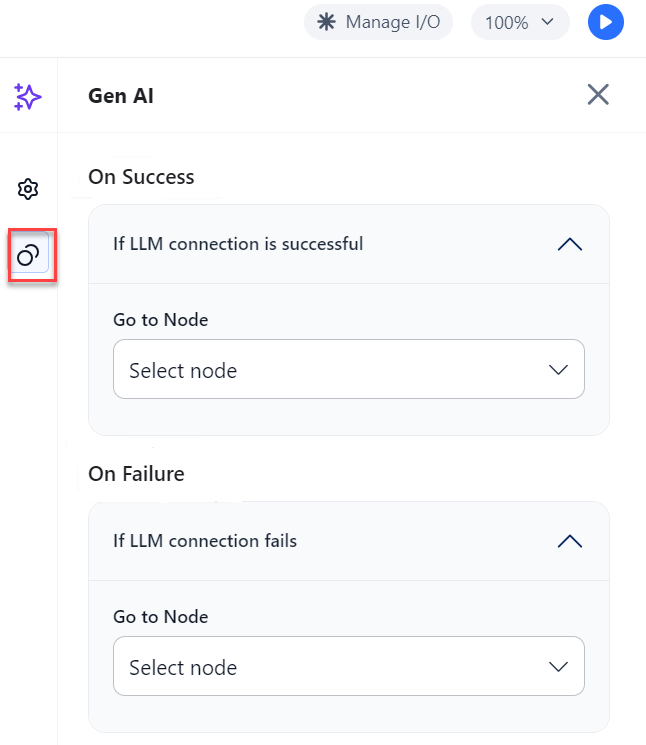 Manage I/O
100%
Gen AI
On Success
If LLM connection is successful
Go to Node
Select node
On Failure
If LLM connection fails
Go to Node
Select node